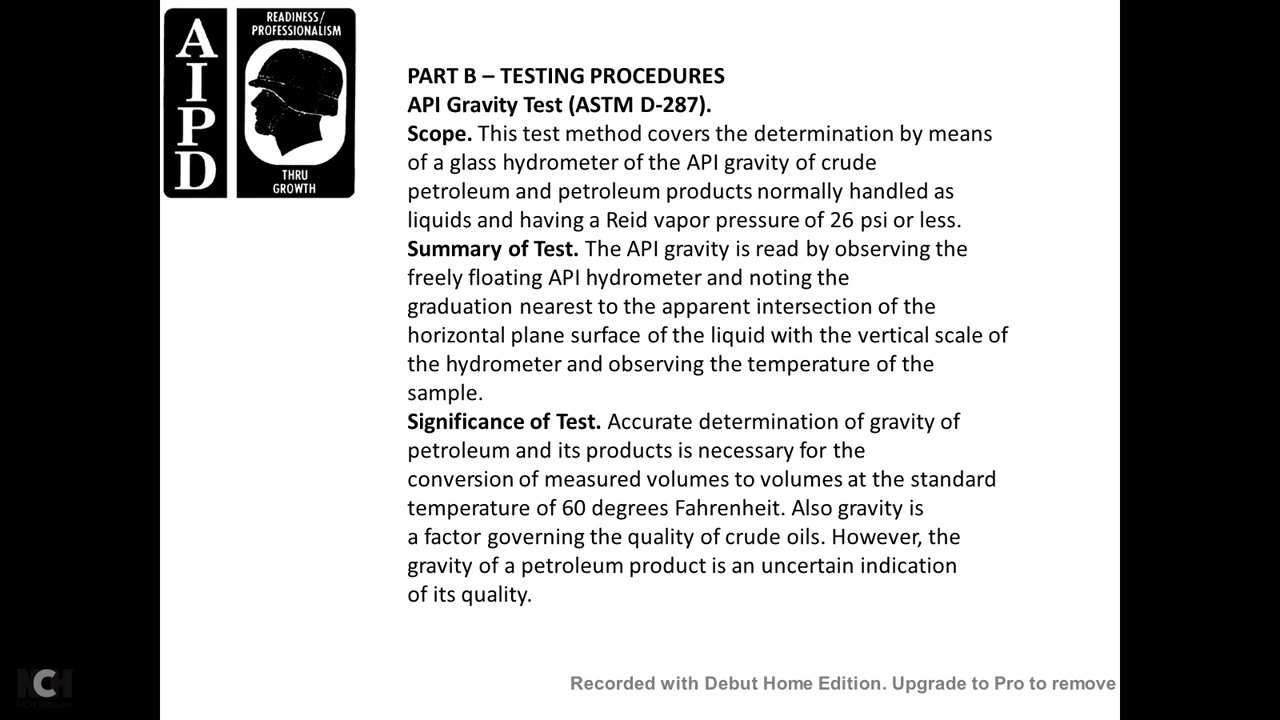 AIPD
READINESS/
PROFESSIONALISM
THRU
GROWTH
PART B – TESTING PROCEDURES
API Gravity Test (ASTM D-287).
Scope. This test method covers the determination by means
of a glass hydrometer of the API gravity of crude
petroleum and petroleum products normally handled as
liquids and having a Reid vapor pressure of 26 psi or less.
Summary of Test. The API gravity is read by observing the
freely floating API hydrometer and noting the
graduation nearest to the apparent intersection of the
horizontal plane surface of the liquid with the vertical scale of
the hydrometer and observing the temperature of the
sample.
Significance of Test. Accurate determination of gravity of
petroleum and its products is necessary for the
conversion of measured volumes to volumes at the standard
temperature of 60 degrees Fahrenheit. Also gravity is
a factor governing the quality of crude oils. However, the
gravity of a petroleum product is an uncertain indication
of its quality.
NCH
Recorded with Debut Home Edition. Upgrade to Pro to remove